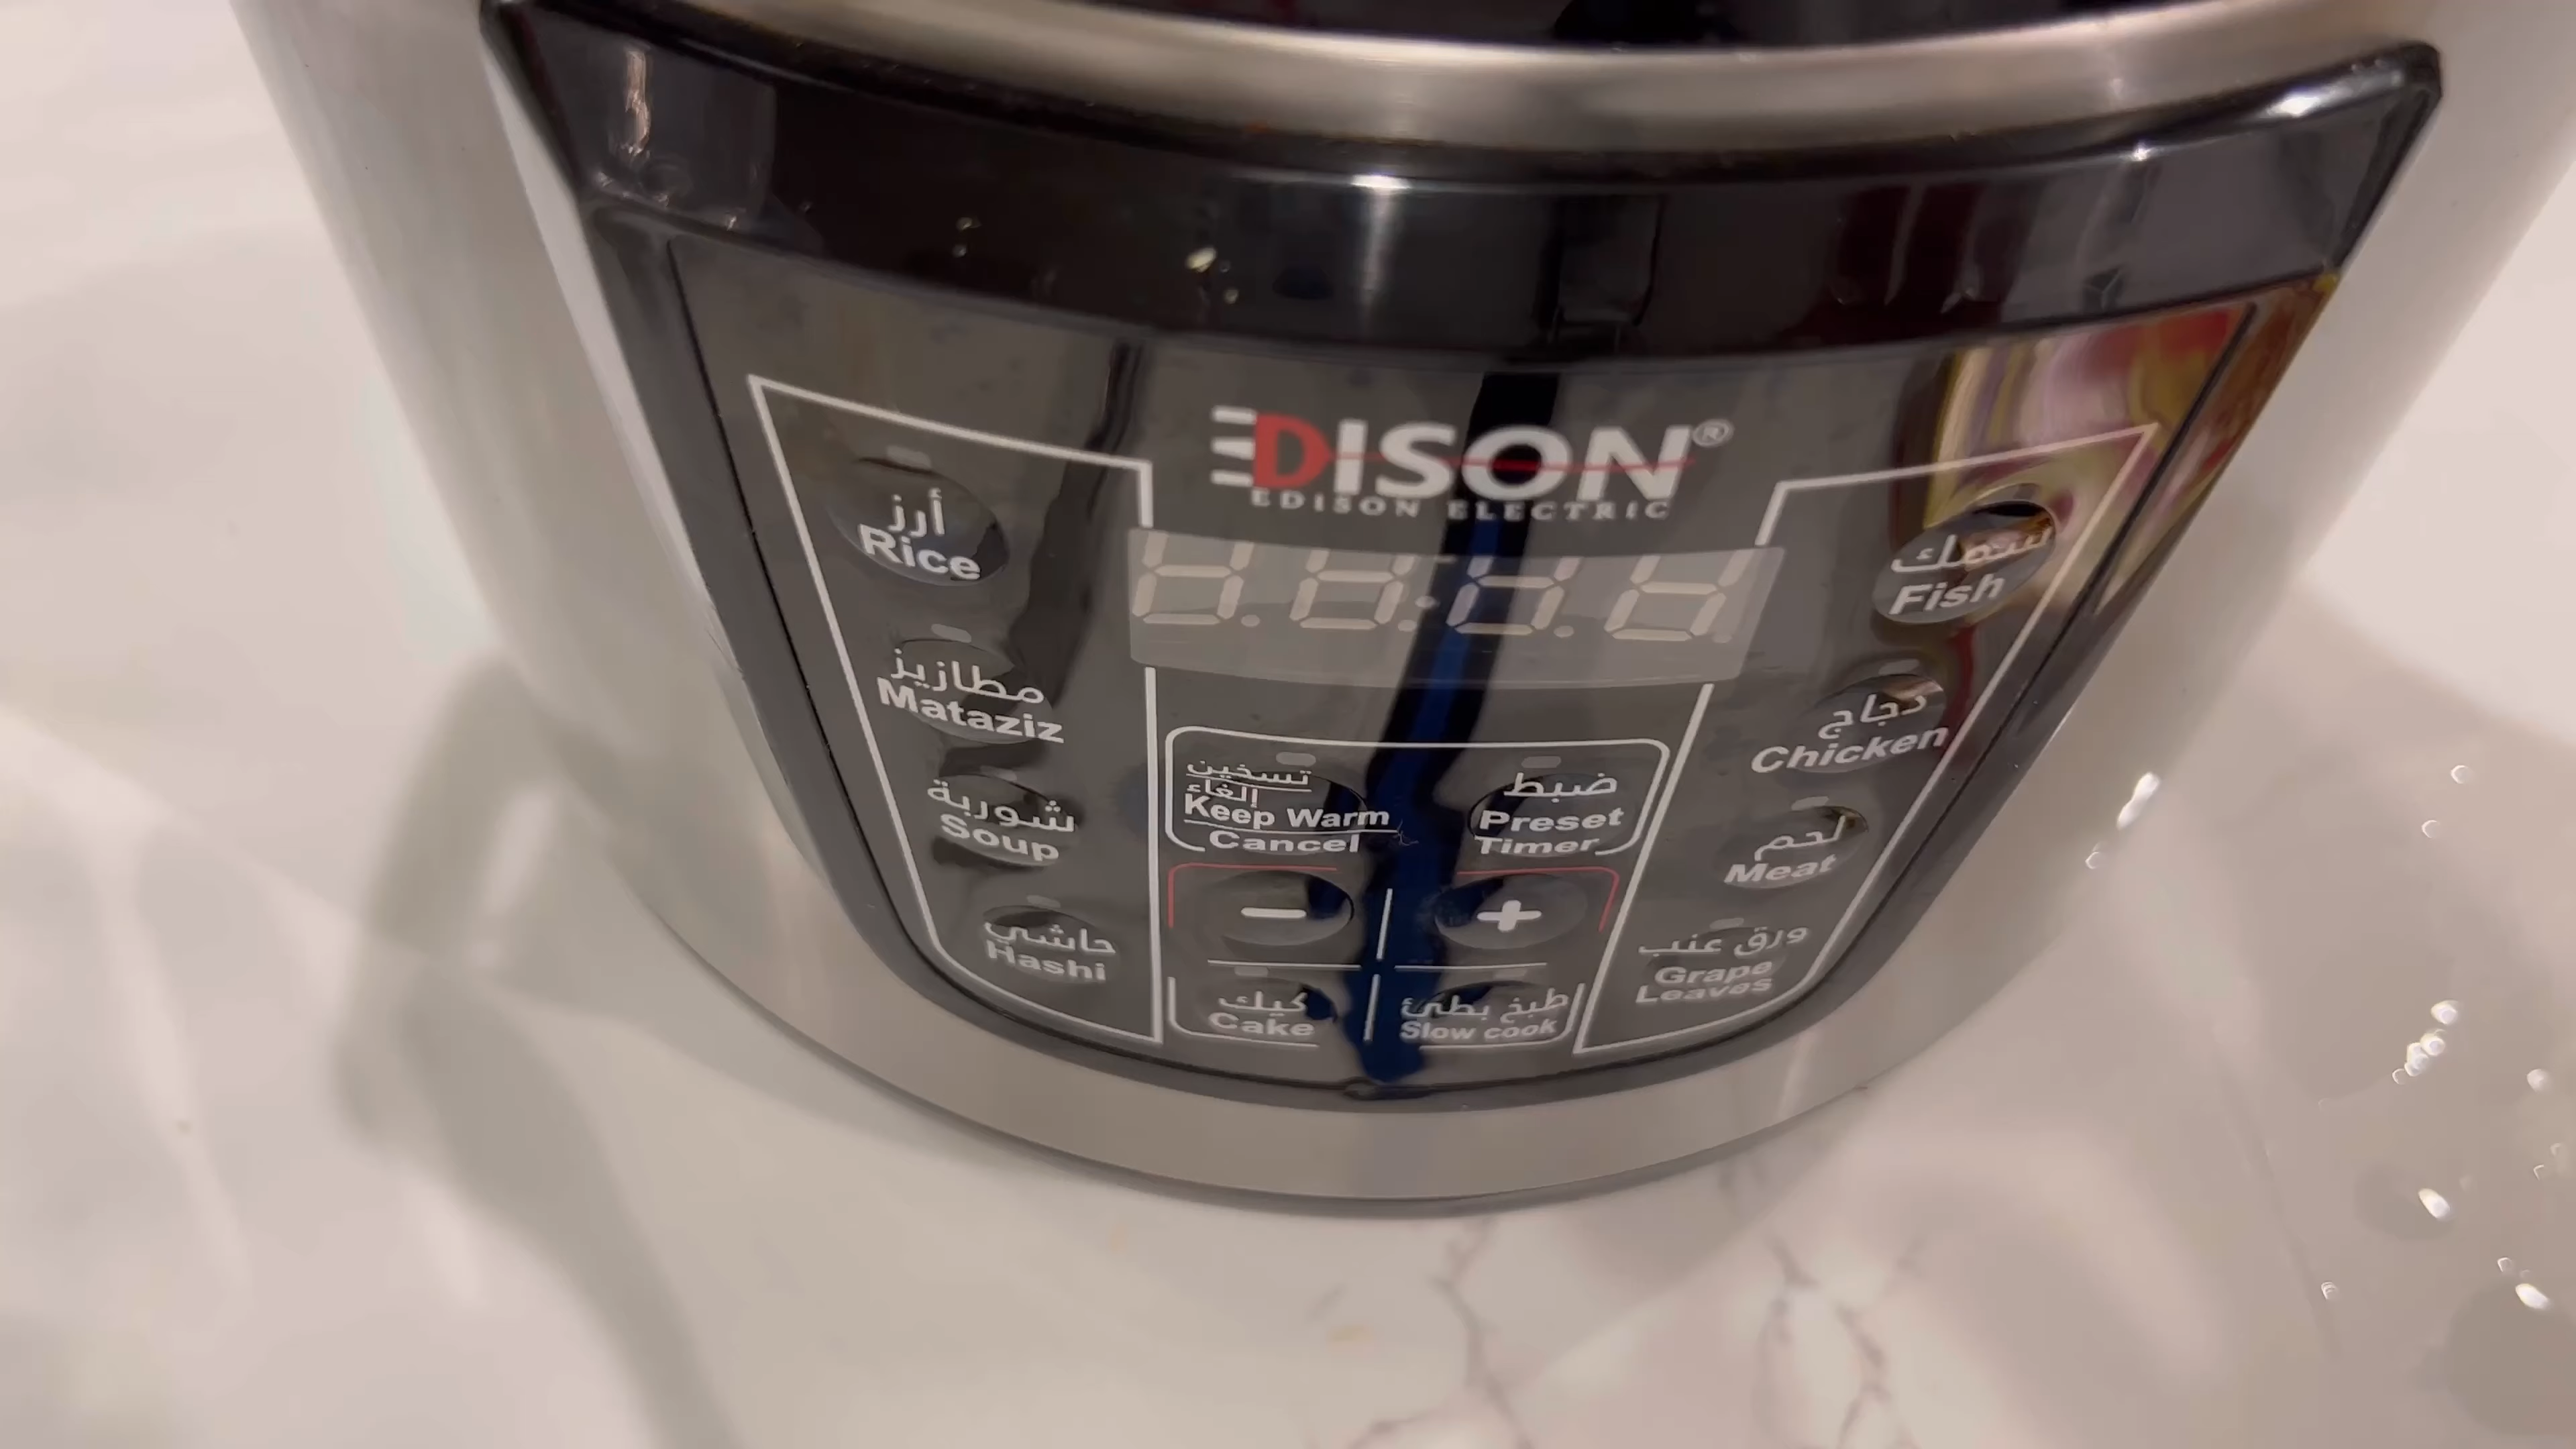 EDISON®
EDISON ELECTRIC
أرز
Rice
مطازيز
Mataziz
شوربة
Soup
حاشي
Hashi
تسخين
إلغاء
Keep Warm
Cancel
ضبط
Preset
Timer
−
+
كيك
Cake
طبخ بطئ
Slow cook
سمك
Fish
دجاج
Chicken
لحم
Meat
ورق عنب
Grape
Leaves